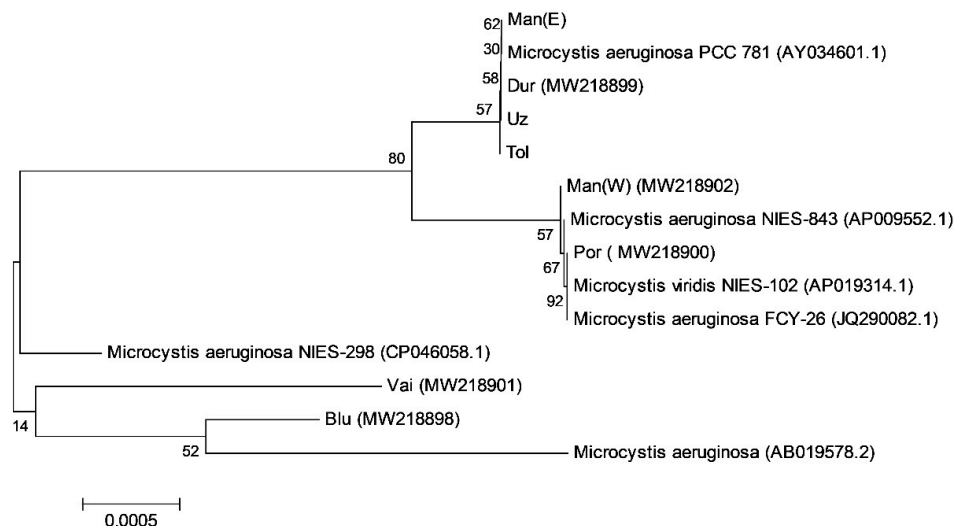 62 Man(E)
30 Microcystis aeruginosa PCC 781 (AY034601.1)
58 Dur (MW218899)
57 Uz
Tol
80
Man(W) (MW218902)
Microcystis aeruginosa NIES-843 (AP009552.1)
57
Por ( MW218900)
67
Microcystis viridis NIES-102 (AP019314.1)
92
Microcystis aeruginosa FCY-26 (JQ290082.1)
Microcystis aeruginosa NIES-298 (CP046058.1)
Vai (MW218901)
14
Blu (MW218898)
52
Microcystis aeruginosa (AB019578.2)
0.0005